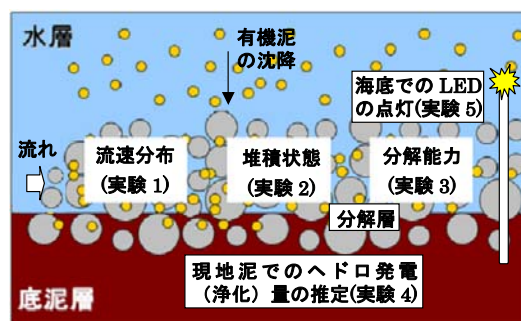 水層
有機泥
の沈降
海底での LED
の点灯(実験 5)
流れ
流速分布
(実験 1)
堆積状態
(実験 2)
分解能力
(実験 3)
分解層
現地泥でのヘドロ発電
(浄化）量の推定(実験 4)
底泥層